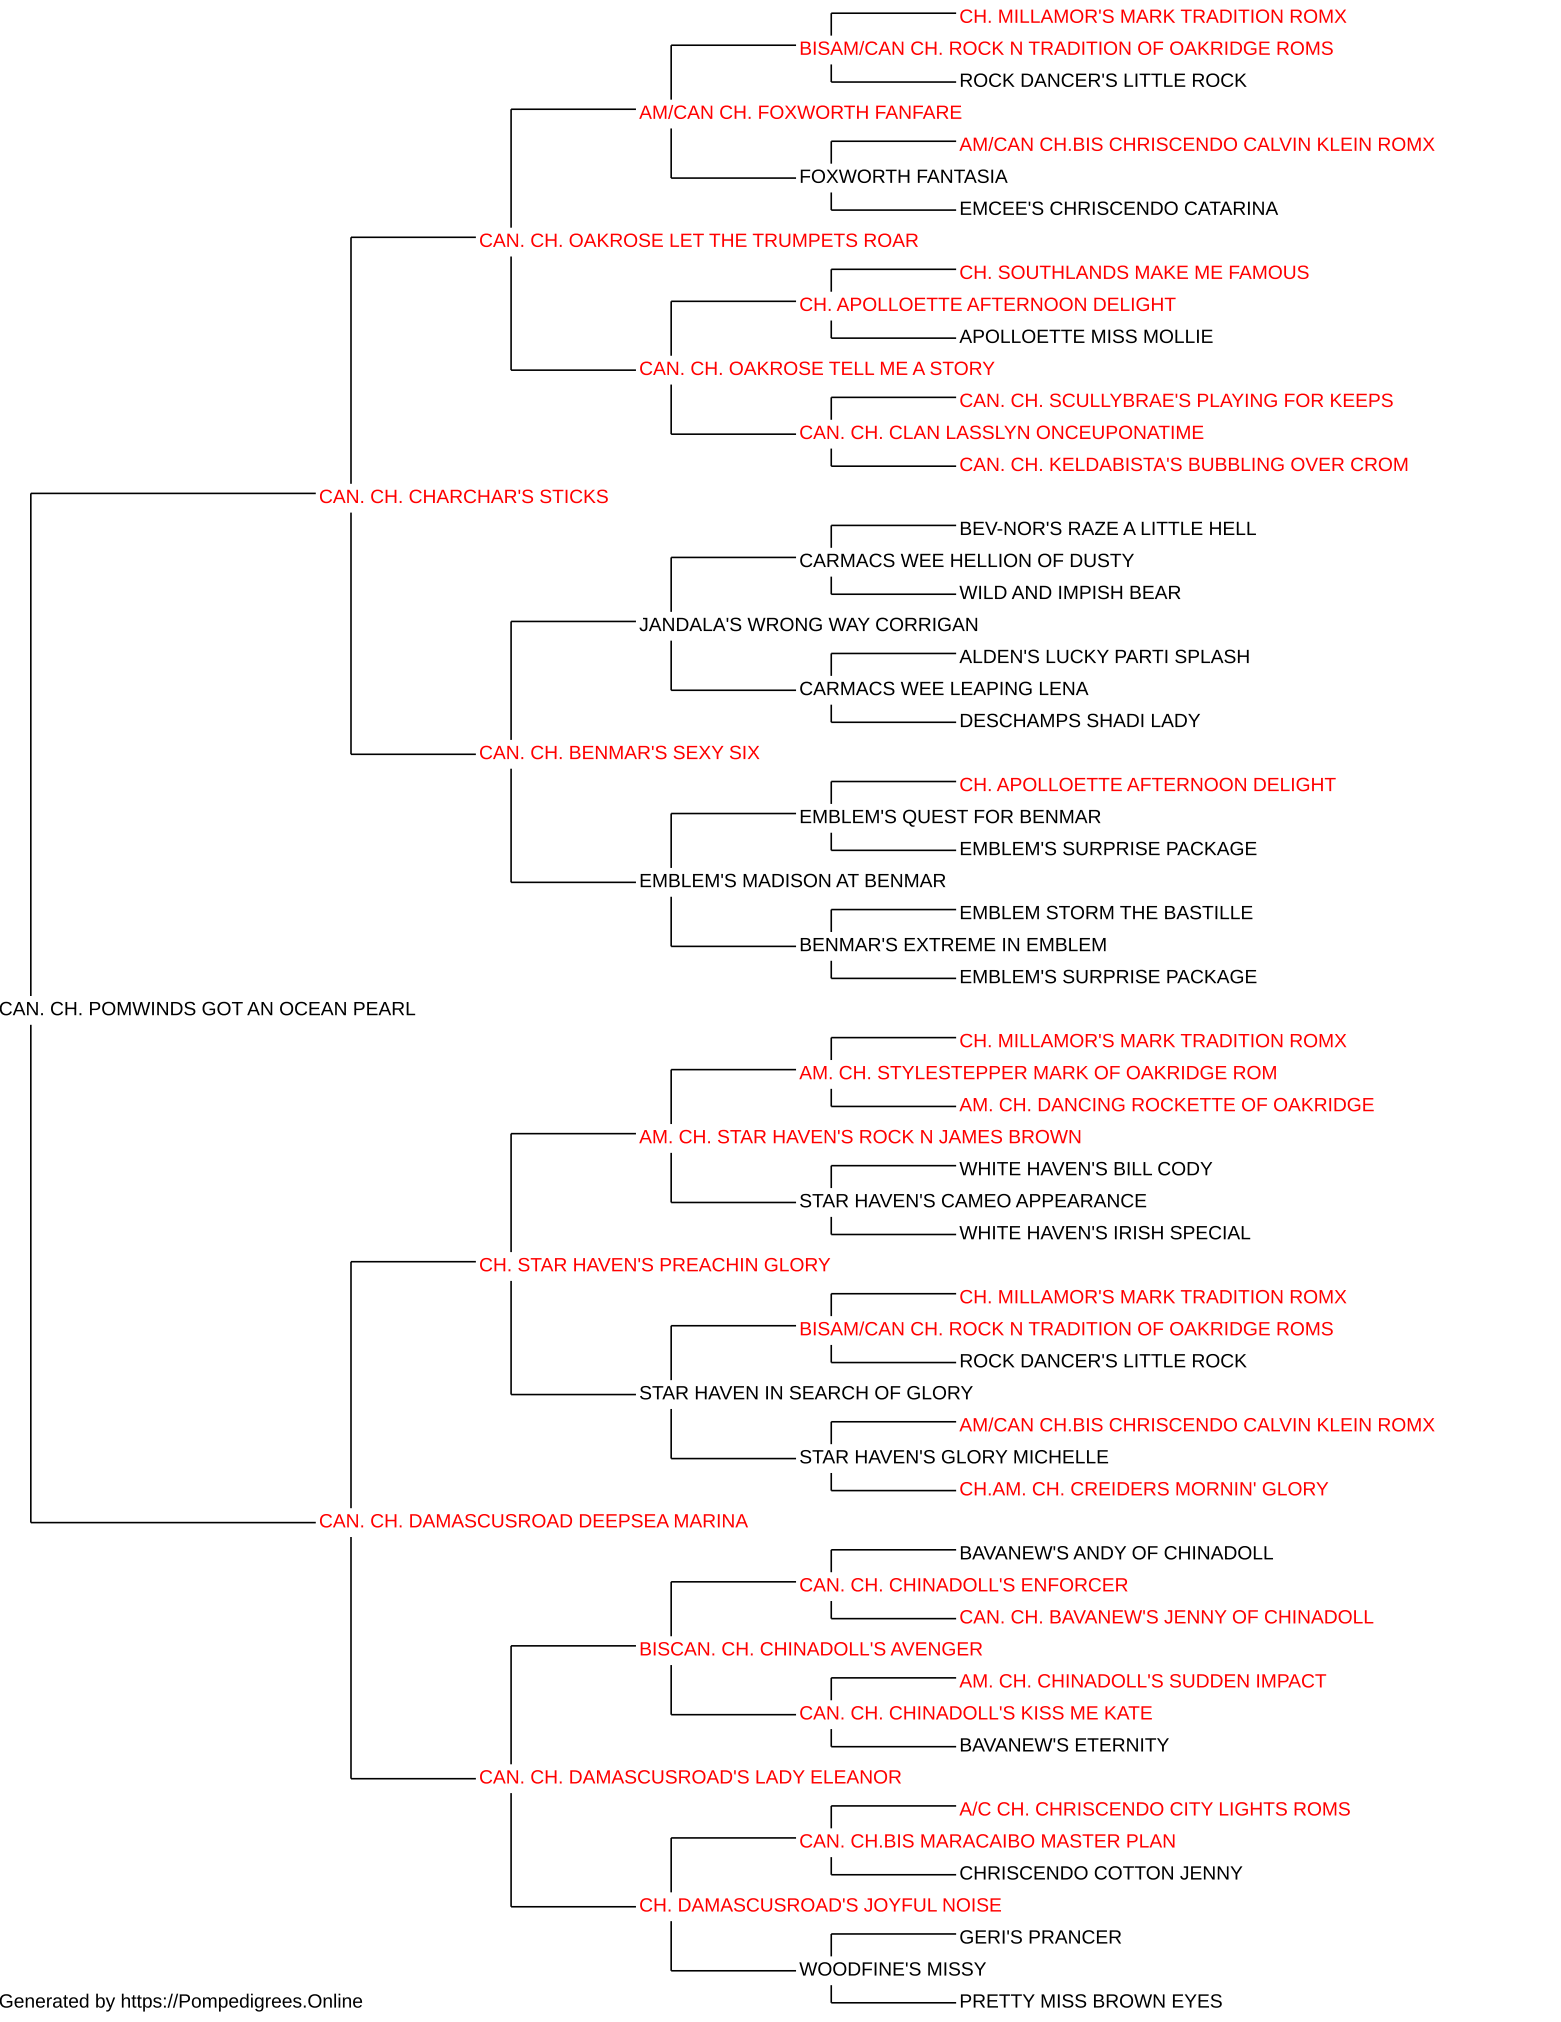 CH. MILLAMOR'S MARK TRADITION ROMX
BISAM/CAN CH. ROCK N TRADITION OF OAKRIDGE ROMS
ROCK DANCER'S LITTLE ROCK
AM/CAN CH. FOXWORTH FANFARE
AM/CAN CH.BIS CHRISCENDO CALVIN KLEIN ROMX
FOXWORTH FANTASIA
EMCEE'S CHRISCENDO CATARINA
CAN. CH. OAKROSE LET THE TRUMPETS ROAR
CH. SOUTHLANDS MAKE ME FAMOUS
CH. APOLLOETTE AFTERNOON DELIGHT
APOLLOETTE MISS MOLLIE
CAN. CH. OAKROSE TELL ME A STORY
CAN. CH. SCULLYBRAE'S PLAYING FOR KEEPS
CAN. CH. CLAN LASSLYN ONCEUPONATIME
CAN. CH. KELDABISTA'S BUBBLING OVER CROM
CAN. CH. CHARCHAR'S STICKS
BEV-NOR'S RAZE A LITTLE HELL
CARMACS WEE HELLION OF DUSTY
WILD AND IMPISH BEAR
JANDALA'S WRONG WAY CORRIGAN
ALDEN'S LUCKY PARTI SPLASH
CARMACS WEE LEAPING LENA
DESCHAMPS SHADI LADY
CAN. CH. BENMAR'S SEXY SIX
CH. APOLLOETTE AFTERNOON DELIGHT
EMBLEM'S QUEST FOR BENMAR
EMBLEM'S SURPRISE PACKAGE
EMBLEM'S MADISON AT BENMAR
EMBLEM STORM THE BASTILLE
BENMAR'S EXTREME IN EMBLEM
EMBLEM'S SURPRISE PACKAGE
CAN. CH. POMWINDS GOT AN OCEAN PEARL
CH. MILLAMOR'S MARK TRADITION ROMX
AM. CH. STYLESTEPPER MARK OF OAKRIDGE ROM
AM. CH. DANCING ROCKETTE OF OAKRIDGE
AM. CH. STAR HAVEN'S ROCK N JAMES BROWN
WHITE HAVEN'S BILL CODY
STAR HAVEN'S CAMEO APPEARANCE
WHITE HAVEN'S IRISH SPECIAL
CH. STAR HAVEN'S PREACHIN GLORY
CH. MILLAMOR'S MARK TRADITION ROMX
BISAM/CAN CH. ROCK N TRADITION OF OAKRIDGE ROMS
ROCK DANCER'S LITTLE ROCK
STAR HAVEN IN SEARCH OF GLORY
AM/CAN CH.BIS CHRISCENDO CALVIN KLEIN ROMX
STAR HAVEN'S GLORY MICHELLE
CH.AM. CH. CREIDERS MORNIN' GLORY
CAN. CH. DAMASCUSROAD DEEPSEA MARINA
BAVANEW'S ANDY OF CHINADOLL
CAN. CH. CHINADOLL'S ENFORCER
CAN. CH. BAVANEW'S JENNY OF CHINADOLL
BISCAN. CH. CHINADOLL'S AVENGER
AM. CH. CHINADOLL'S SUDDEN IMPACT
CAN. CH. CHINADOLL'S KISS ME KATE
BAVANEW'S ETERNITY
CAN. CH. DAMASCUSROAD'S LADY ELEANOR
A/C CH. CHRISCENDO CITY LIGHTS ROMS
CAN. CH.BIS MARACAIBO MASTER PLAN
CHRISCENDO COTTON JENNY
CH. DAMASCUSROAD'S JOYFUL NOISE
GERI'S PRANCER
WOODFINE'S MISSY
PRETTY MISS BROWN EYES
Generated by https://Pompedigrees.Online